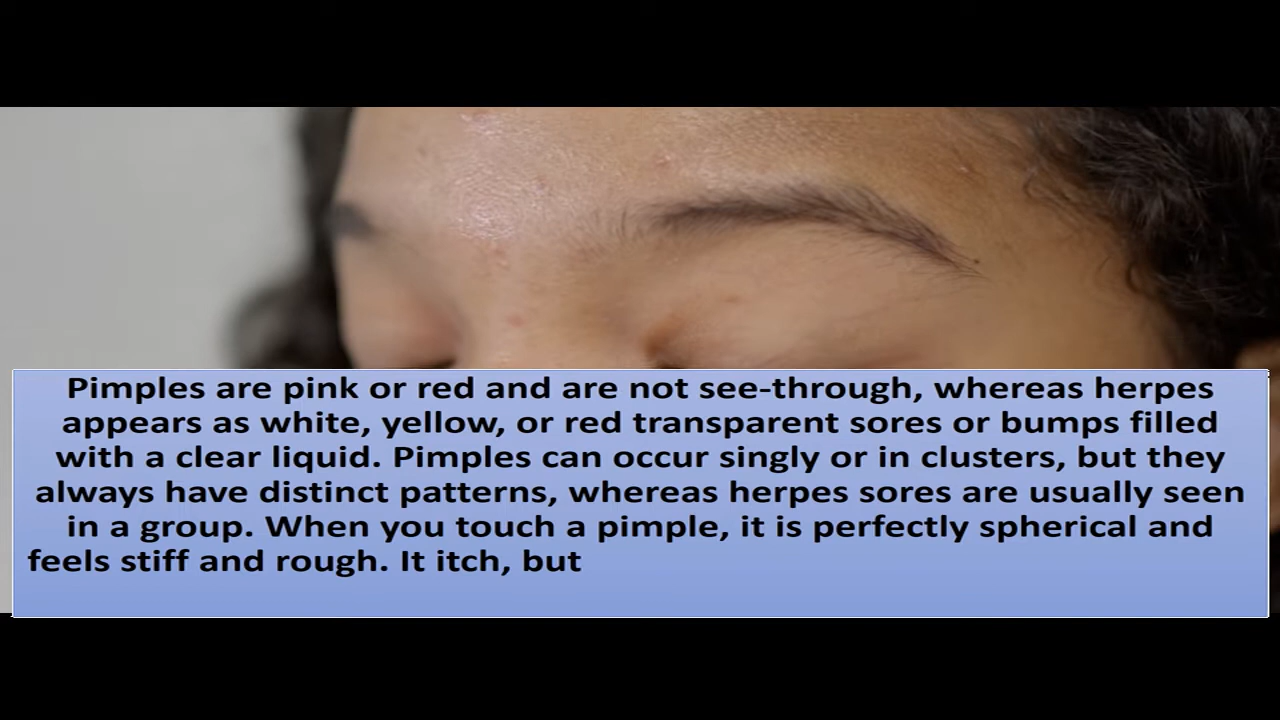 Pimples are pink or red and are not see-through, whereas herpes
appears as white, yellow, or red transparent sores or bumps filled
with a clear liquid. Pimples can occur singly or in clusters, but they
always have distinct patterns, whereas herpes sores are usually seen
in a group. When you touch a pimple, it is perfectly spherical and
feels stiff and rough. It itch, but